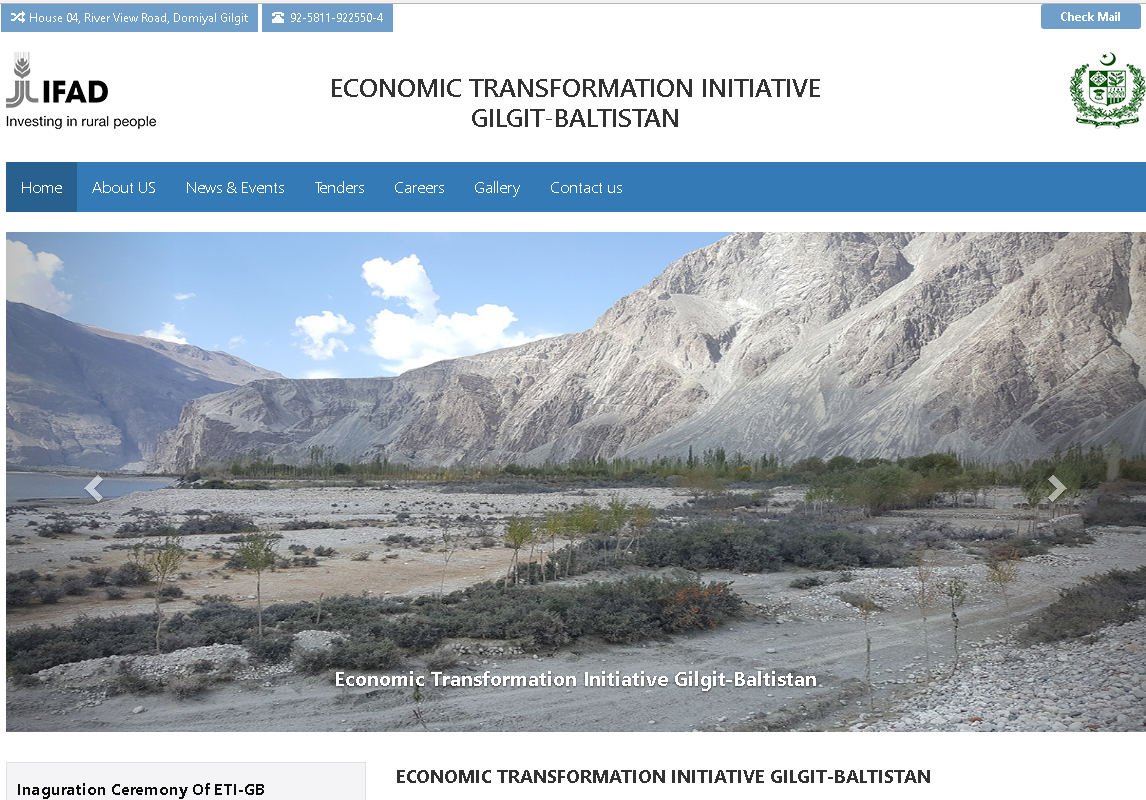 House 04, River View Road, Domiyal Gilgit
92-5811-922550-4
Check Mail
IFAD
Investing in rural people
ECONOMIC TRANSFORMATION INITIATIVE
GILGIT-BALTISTAN
Home
About US
News & Events
Tenders
Careers
Gallery
Contact us
Economic Transformation Initiative Gilgit-Baltistan
Inaguration Ceremony Of ETI-GB
ECONOMIC TRANSFORMATION INITIATIVE GILGIT-BALTISTAN